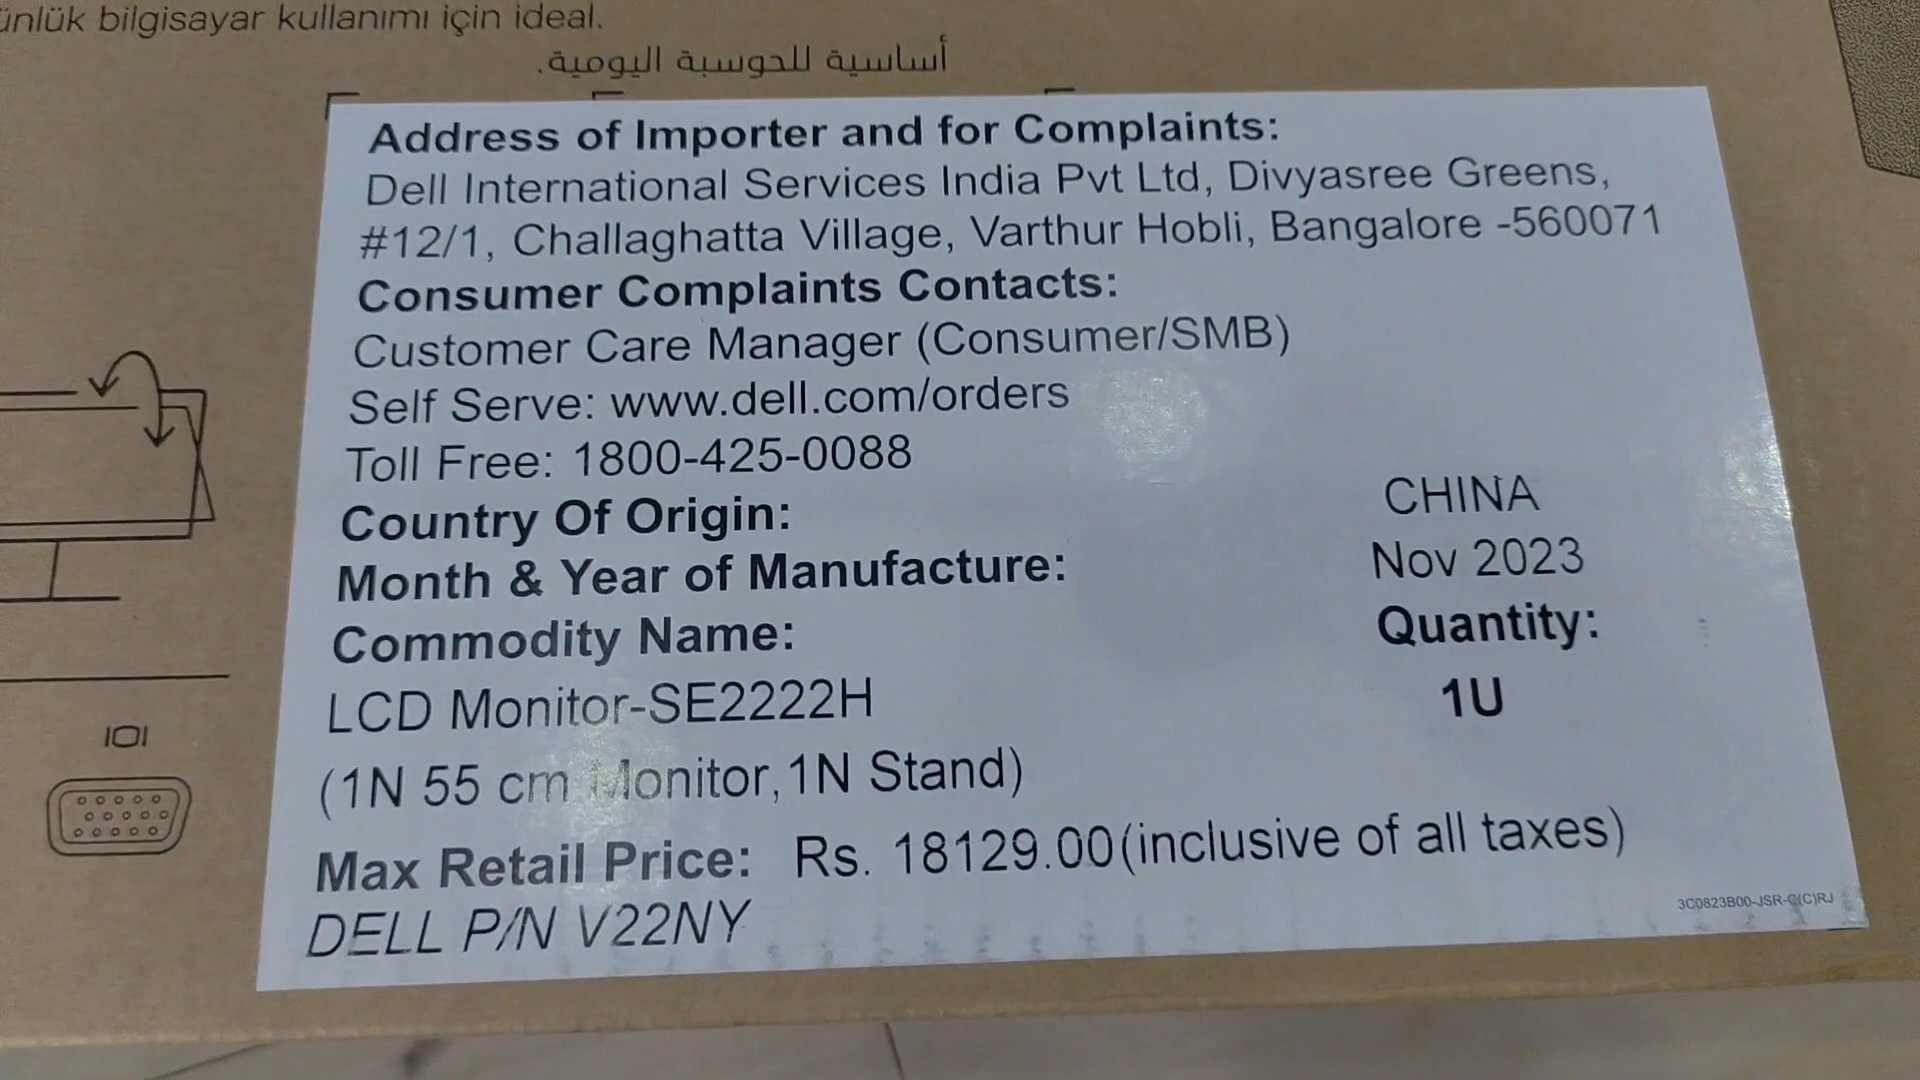 ünlük bilgisayar kullanımı için ideal.
أساسية للحوسبة اليومية.
Address of Importer and for Complaints:
Dell International Services India Pvt Ltd, Divyasree Greens,
#12/1, Challaghatta Village, Varthur Hobli, Bangalore -560071
Consumer Complaints Contacts:
Customer Care Manager (Consumer/SMB)
Self Serve: www.dell.com/orders
Toll Free: 1800-425-0088
Country Of Origin: CHINA
Month & Year of Manufacture: Nov 2023
Commodity Name: Quantity:
LCD Monitor-SE2222H 1U
(1N 55 cm Monitor,1N Stand)
Max Retail Price: Rs. 18129.00(inclusive of all taxes)
DELL P/N V22NY
3C0823B00-JSR-G(C)RJ